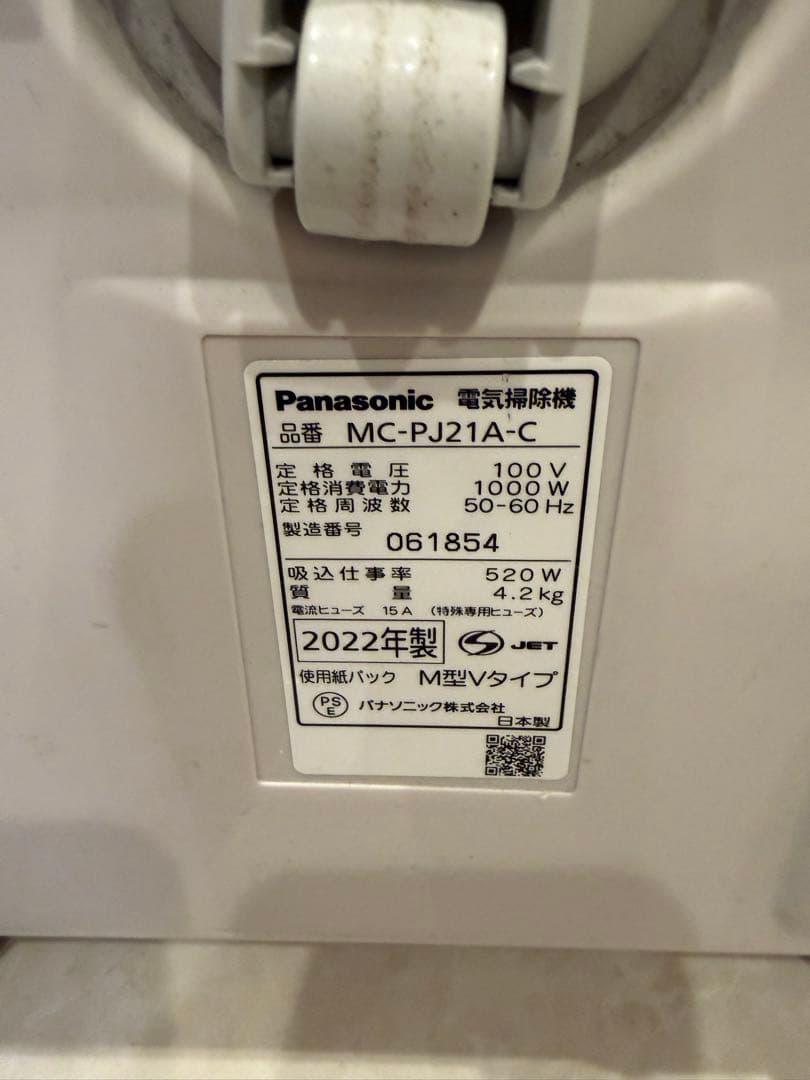 Panasonic 電気掃除機
品番 MC-PJ21A-C
定格電圧 100V
定格消費電力 1000W
定格周波数 50-60Hz
製造番号 061854
吸込仕事率 520W
質量 4.2kg
電流ヒューズ 15A (特殊専用ヒューズ)
2022年製 S JET
使用紙パック M型Vタイプ
PSE パナソニック株式会社
日本製